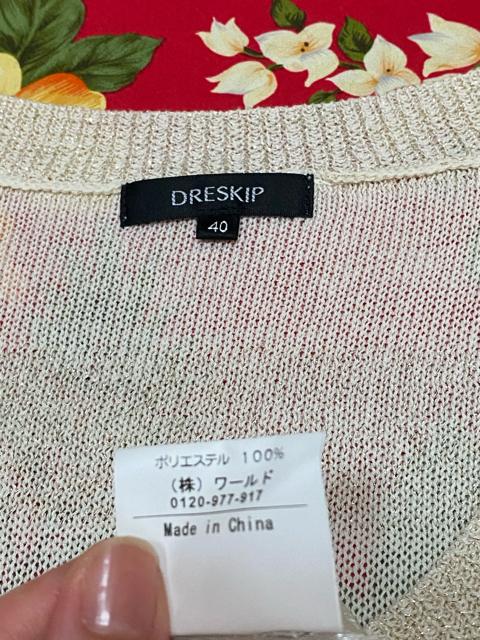 DRESKIP
40
ポリエステル 100%
（株）ワールド
0120-977-917
Made in China